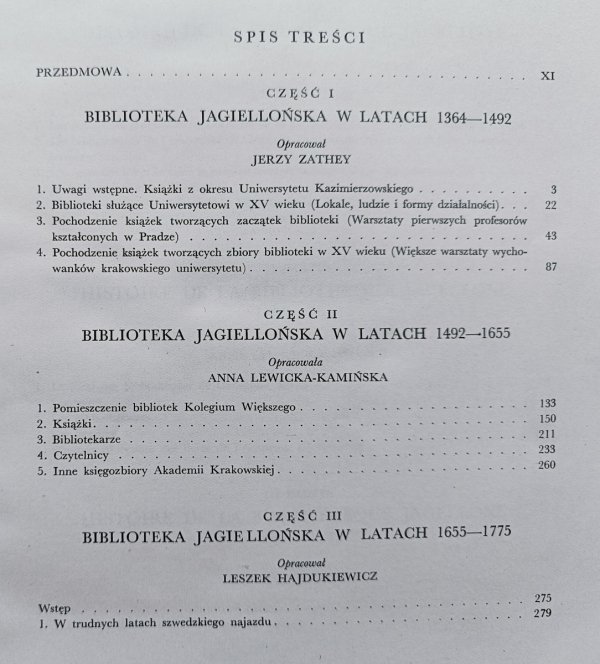 SPIS TREŚCI
PRZEDMOWA . . . . . . . . . . . . . . . . . . . . . . . . . . . . . . XI
CZĘŚĆ I
BIBLIOTEKA JAGIELLOŃSKA W LATACH 1364—1492
Opracował
JERZY ZATHEY
1. Uwagi wstępne. Książki z okresu Uniwersytetu Kazimierzowskiego . . . . . . . . . . 3
2. Biblioteki służące Uniwersytetowi w XV wieku (Lokale, ludzie i formy działalności) . . . 22
3. Pochodzenie książek tworzących zaczątek biblioteki (Warsztaty pierwszych profesorów
kształconych w Pradze) . . . . . . . . . . . . . . . . . . . . . . . . . . 43
4. Pochodzenie książek tworzących zbiory biblioteki w XV wieku (Większe warsztaty wycho-
wanków krakowskiego uniwersytetu) . . . . . . . . . . . . . . . . . . . . . 87
CZĘŚĆ II
BIBLIOTEKA JAGIELLOŃSKA W LATACH 1492—1655
Opracowała
ANNA LEWICKA-KAMIŃSKA
1. Pomieszczenie bibliotek Kolegium Większego . . . . . . . . . . . . . . . . . . 133
2. Książki . . . . . . . . . . . . . . . . . . . . . . . . . . . . . . . . 150
3. Bibliotekarze . . . . . . . . . . . . . . . . . . . . . . . . . . . . . . 211
4. Czytelnicy . . . . . . . . . . . . . . . . . . . . . . . . . . . . . . . 233
5. Inne księgozbiory Akademii Krakowskiej . . . . . . . . . . . . . . . . . . . 260
CZĘŚĆ III
BIBLIOTEKA JAGIELLOŃSKA W LATACH 1655—1775
Opracował
LESZEK HAJDUKIEWICZ
Wstęp . . . . . . . . . . . . . . . . . . . . . . . . . . . . . . . . . 275
1. W trudnych latach szwedzkiego najazdu . . . . . . . . . . . . . . . . . . . 279